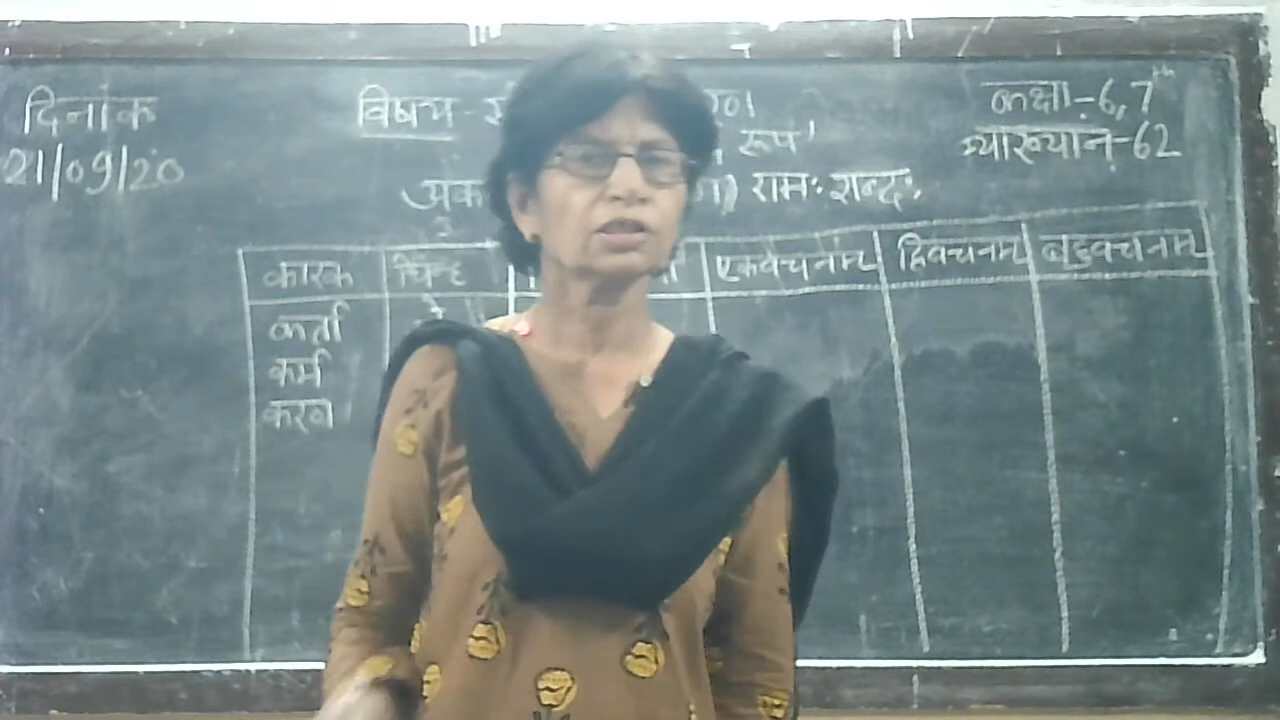 दिनांक
21/09/20
विषय -
रूप'
कक्षा-6,7th
व्याख्यान-62
अक रामः शब्दः
कारक चिन्ह एकवचनम् द्विवचनम् बहुवचनम्
कर्ता ने
कर्म
करण